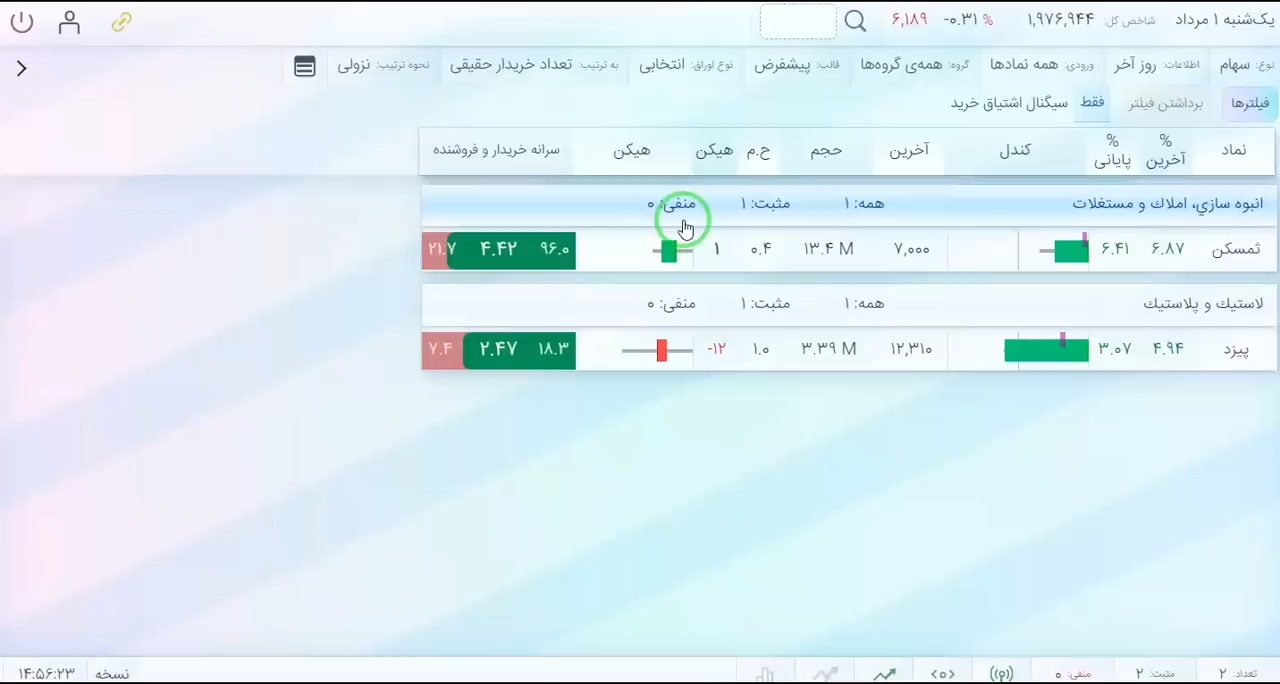 یک‌شنبه ۱ مرداد شاخص کل: ۱,۹۷۶,۹۴۴ -۰.۳۱ % ۶,۱۸۹
نوع: سهام اطلاعات: روز آخر ورودی: همه نمادها گروه: همه‌ی گروه‌ها قالب: پیشفرض نوع اوراق: انتخابی به ترتیب: تعداد خریدار حقیقی نحوه ترتیب: نزولی
فیلترها برداشتن فیلتر فقط سیگنال اشتیاق خرید
نماد % آخرین % پایانی کندل آخرین حجم ح.م هیکن هیکن سرانه خریدار و فروشنده
انبوه سازي، املاك و مستغلات همه: ۱ مثبت: ۱ منفی: ۰
ثمسکن ۶.۸۷ ۶.۴۱ ۷,۰۰۰ ۱۳.۴ M ۰.۴ ۱ ۹۶.۰ ۴.۴۲ ۲۱.۷
لاستيك و پلاستيك همه: ۱ مثبت: ۱ منفی: ۰
پیزد ۴.۹۴ ۳.۰۷ ۱۲,۳۱۰ ۳.۳۹ M ۱.۰ -۱۲ ۱۸.۳ ۲.۴۷ ۷.۴
تعداد: ۲ مثبت: ۲ منفی: ۰ نسخه ۱۴:۵۶:۲۳